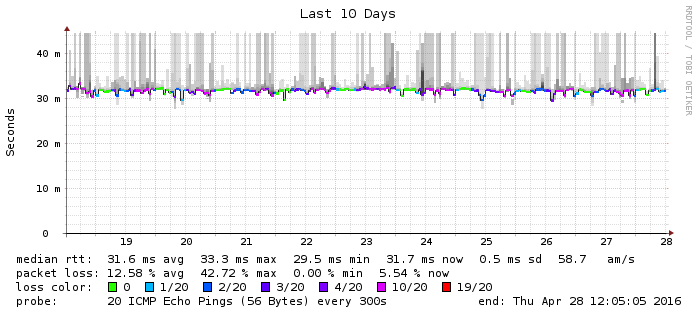 Last 10 Days
RRDTOOL / TOBI OETIKER
Seconds
40 m
30 m
20 m
10 m
0
19 20 21 22 23 24 25 26 27 28
median rtt: 31.6 ms avg 33.3 ms max 29.5 ms min 31.7 ms now 0.5 ms sd 58.7 am/s
packet loss: 12.58 % avg 42.72 % max 0.00 % min 5.54 % now
loss color: 0 1/20 2/20 3/20 4/20 10/20 19/20
probe: 20 ICMP Echo Pings (56 Bytes) every 300s end: Thu Apr 28 12:05:05 2016